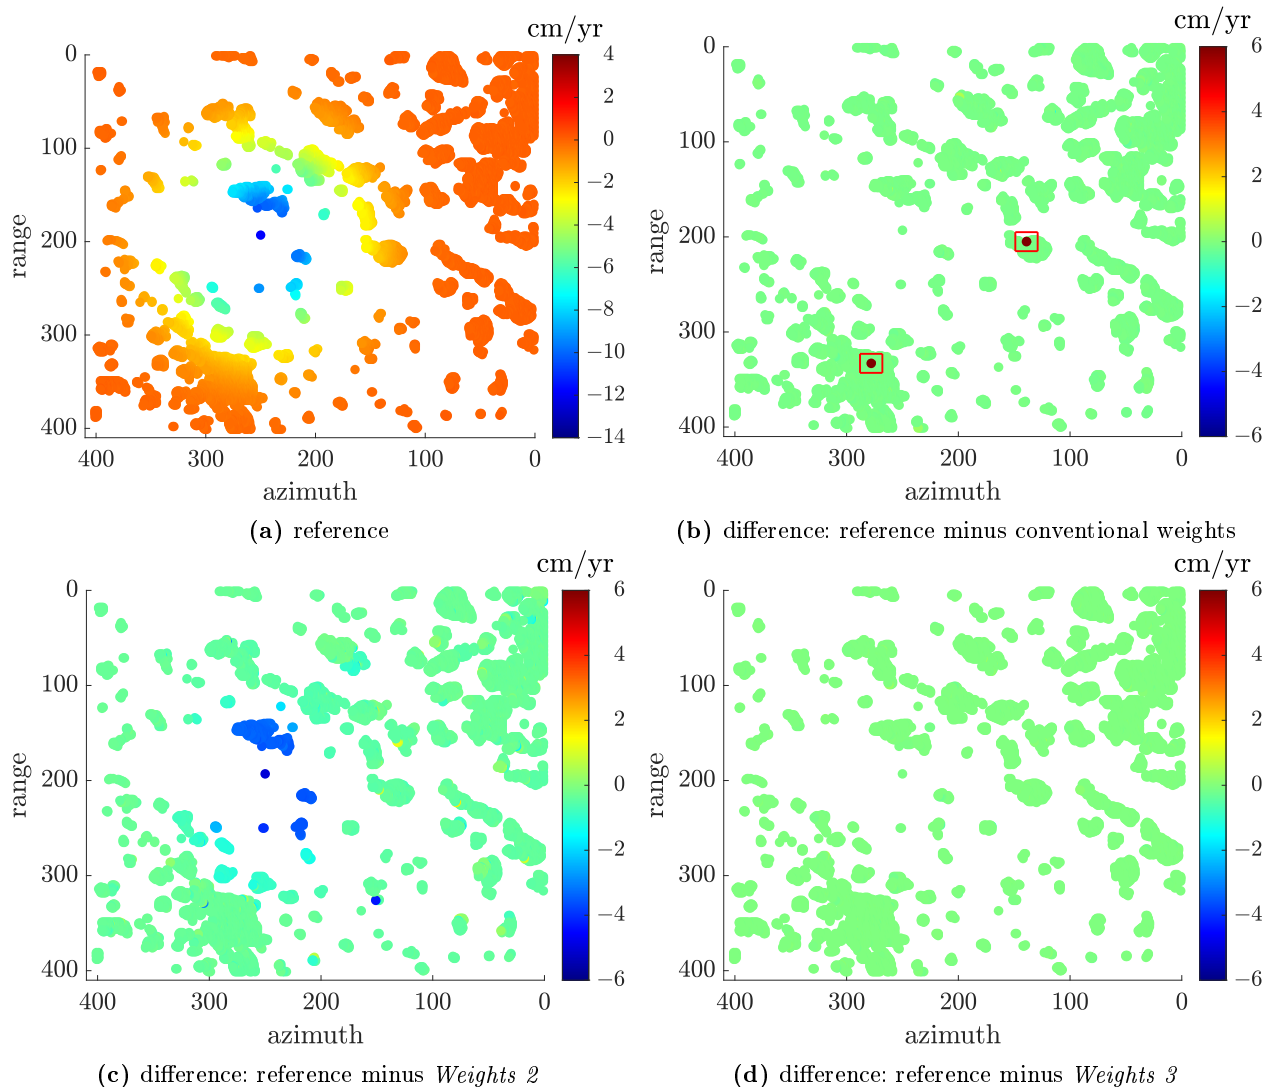 cm/yr
cm/yr
0
100
200
300
400
range
400 300 200 100 0
azimuth
4
2
0
−2
−4
−6
−8
−10
−12
−14
(a) reference
0
100
200
300
400
range
400 300 200 100 0
azimuth
6
4
2
0
−2
−4
−6
(b) difference: reference minus conventional weights
cm/yr
cm/yr
0
100
200
300
400
range
400 300 200 100 0
azimuth
6
4
2
0
−2
−4
−6
(c) difference: reference minus Weights 2
0
100
200
300
400
range
400 300 200 100 0
azimuth
6
4
2
0
−2
−4
−6
(d) difference: reference minus Weights 3